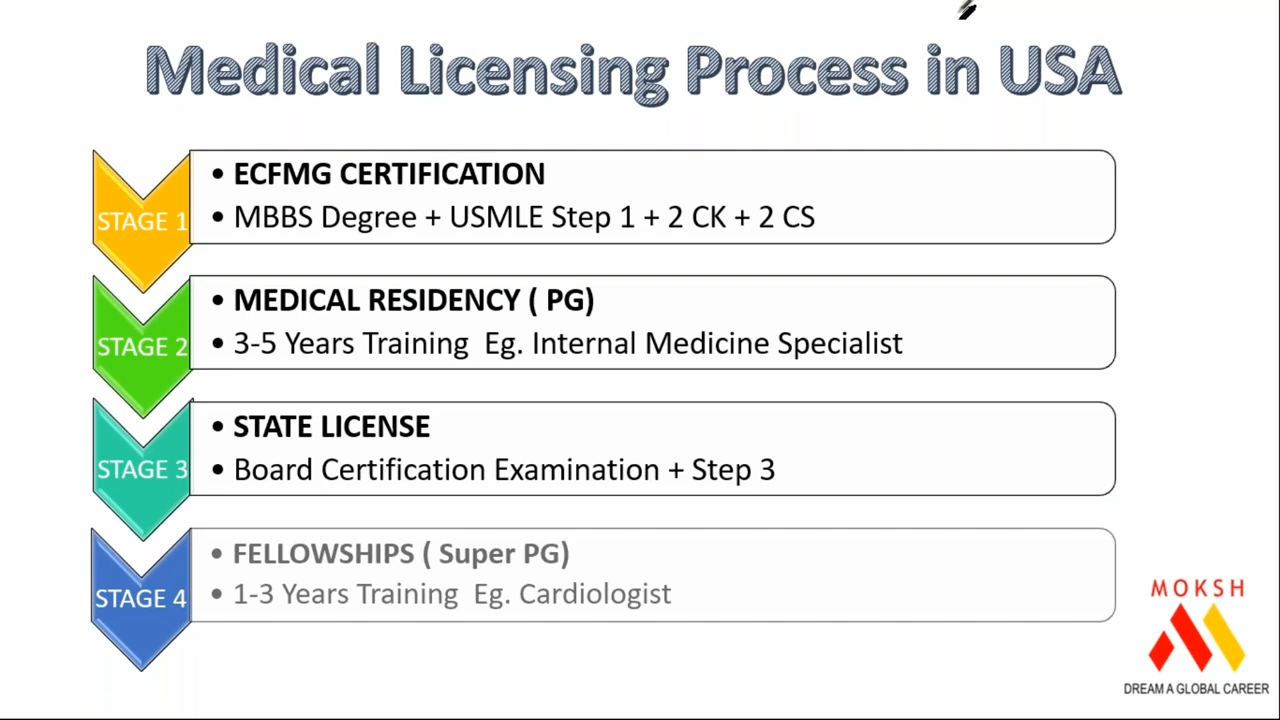 Medical Licensing Process in USA
STAGE 1
• ECFMG CERTIFICATION
• MBBS Degree + USMLE Step 1 + 2 CK + 2 CS
STAGE 2
• MEDICAL RESIDENCY ( PG)
• 3-5 Years Training Eg. Internal Medicine Specialist
STAGE 3
• STATE LICENSE
• Board Certification Examination + Step 3
STAGE 4
• FELLOWSHIPS ( Super PG)
• 1-3 Years Training Eg. Cardiologist
MOKSH
DREAM A GLOBAL CAREER